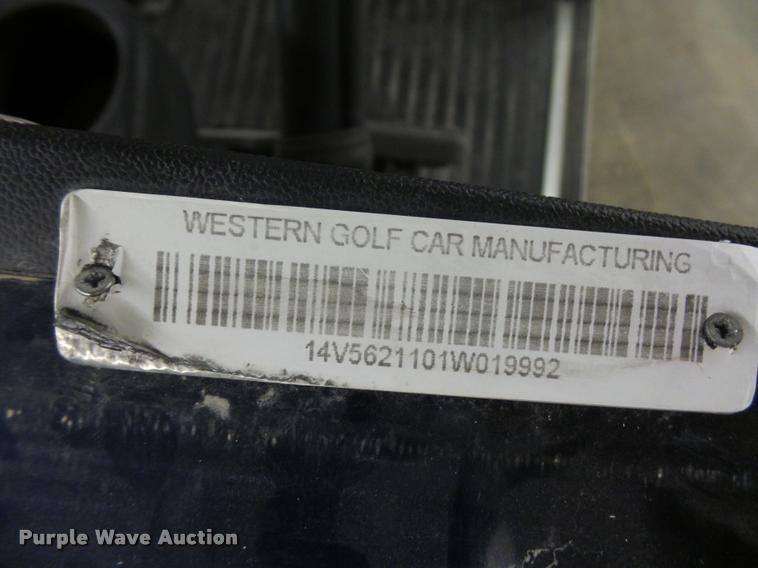 WESTERN GOLF CAR MANUFACTURING
14V5621101W019992
Purple Wave Auction